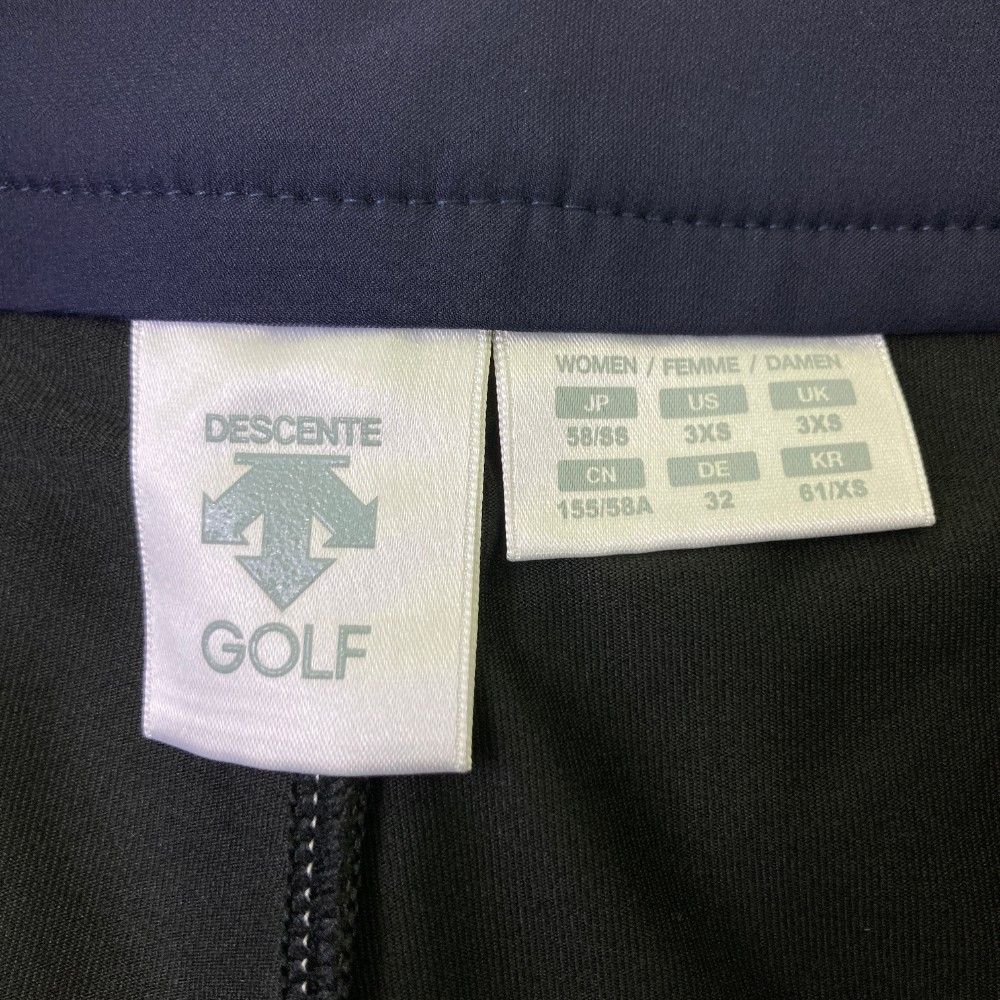 DESCENTE
GOLF
WOMEN / FEMME / DAMEN
JP US UK
58/SS 3XS 3XS
CN DE KR
155/58A 32 61/XS